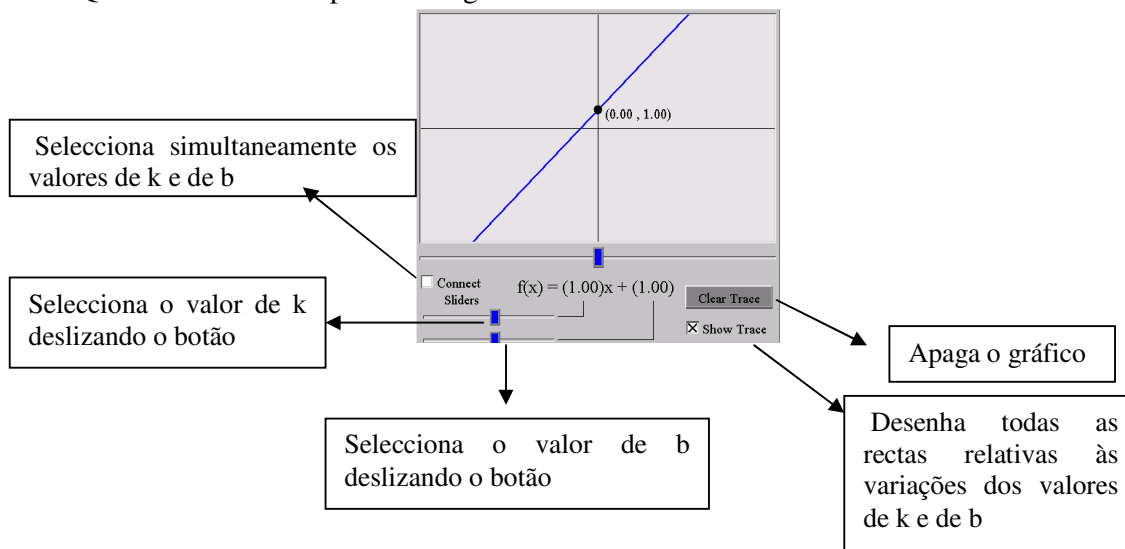 (0.00 , 1.00)
Selecciona simultaneamente os
valores de k e de b
Connect
Sliders
f(x) = (1.00)x + (1.00)
Clear Trace
Show Trace
Selecciona o valor de k
deslizando o botão
Apaga o gráfico
Selecciona o valor de b
deslizando o botão
Desenha todas as
rectas relativas às
variações dos valores
de k e de b